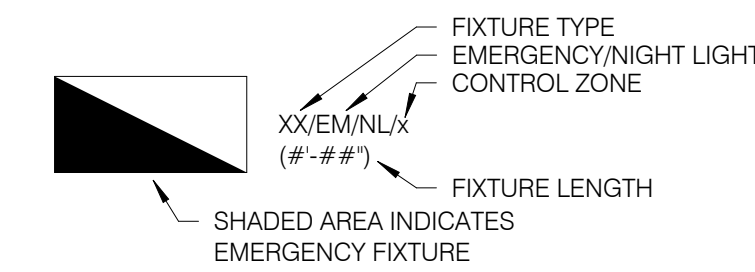 FIXTURE TYPE
EMERGENCY/NIGHT LIGHT
CONTROL ZONE
XX/EM/NL/x
(#'-##")
FIXTURE LENGTH
SHADED AREA INDICATES
EMERGENCY FIXTURE